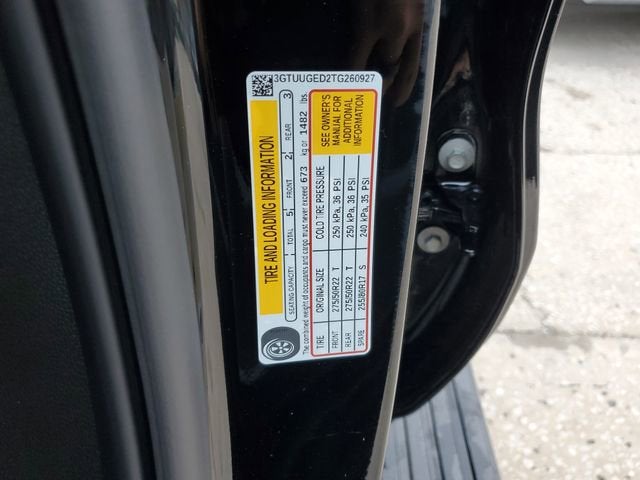 3GTUUGED2TG260927
TIRE AND LOADING INFORMATION
SEATING CAPACITY TOTAL 5 FRONT 2 REAR 3
The combined weight of occupants and cargo must never exceed 673 kg or 1482 lbs.
TIRE ORIGINAL SIZE COLD TIRE PRESSURE
FRONT 275/50R22 T 250 kPa, 36 PSI
REAR 275/50R22 T 250 kPa, 36 PSI
SPARE 255/80R17 S 240 kPa, 35 PSI
SEE OWNER'S
MANUAL FOR
ADDITIONAL
INFORMATION